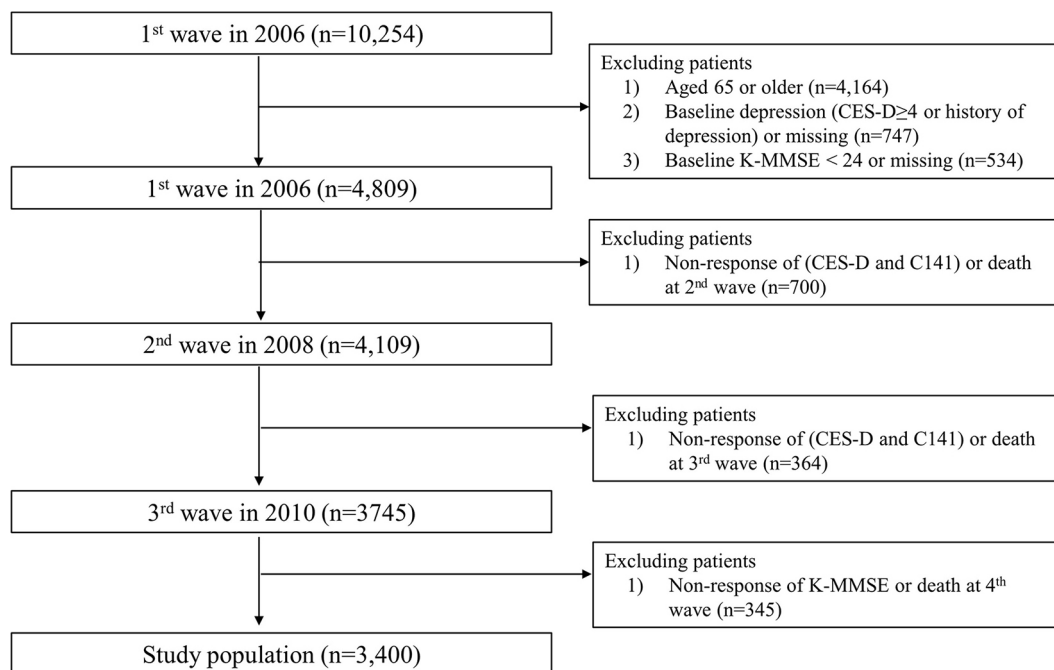 1st wave in 2006 (n=10,254)
Excluding patients
1) Aged 65 or older (n=4,164)
2) Baseline depression (CES-D≥4 or history of
depression) or missing (n=747)
3) Baseline K-MMSE < 24 or missing (n=534)
1st wave in 2006 (n=4,809)
Excluding patients
1) Non-response of (CES-D and C141) or death
at 2nd wave (n=700)
2nd wave in 2008 (n=4,109)
Excluding patients
1) Non-response of (CES-D and C141) or death
at 3rd wave (n=364)
3rd wave in 2010 (n=3745)
Excluding patients
1) Non-response of K-MMSE or death at 4th
wave (n=345)
Study population (n=3,400)